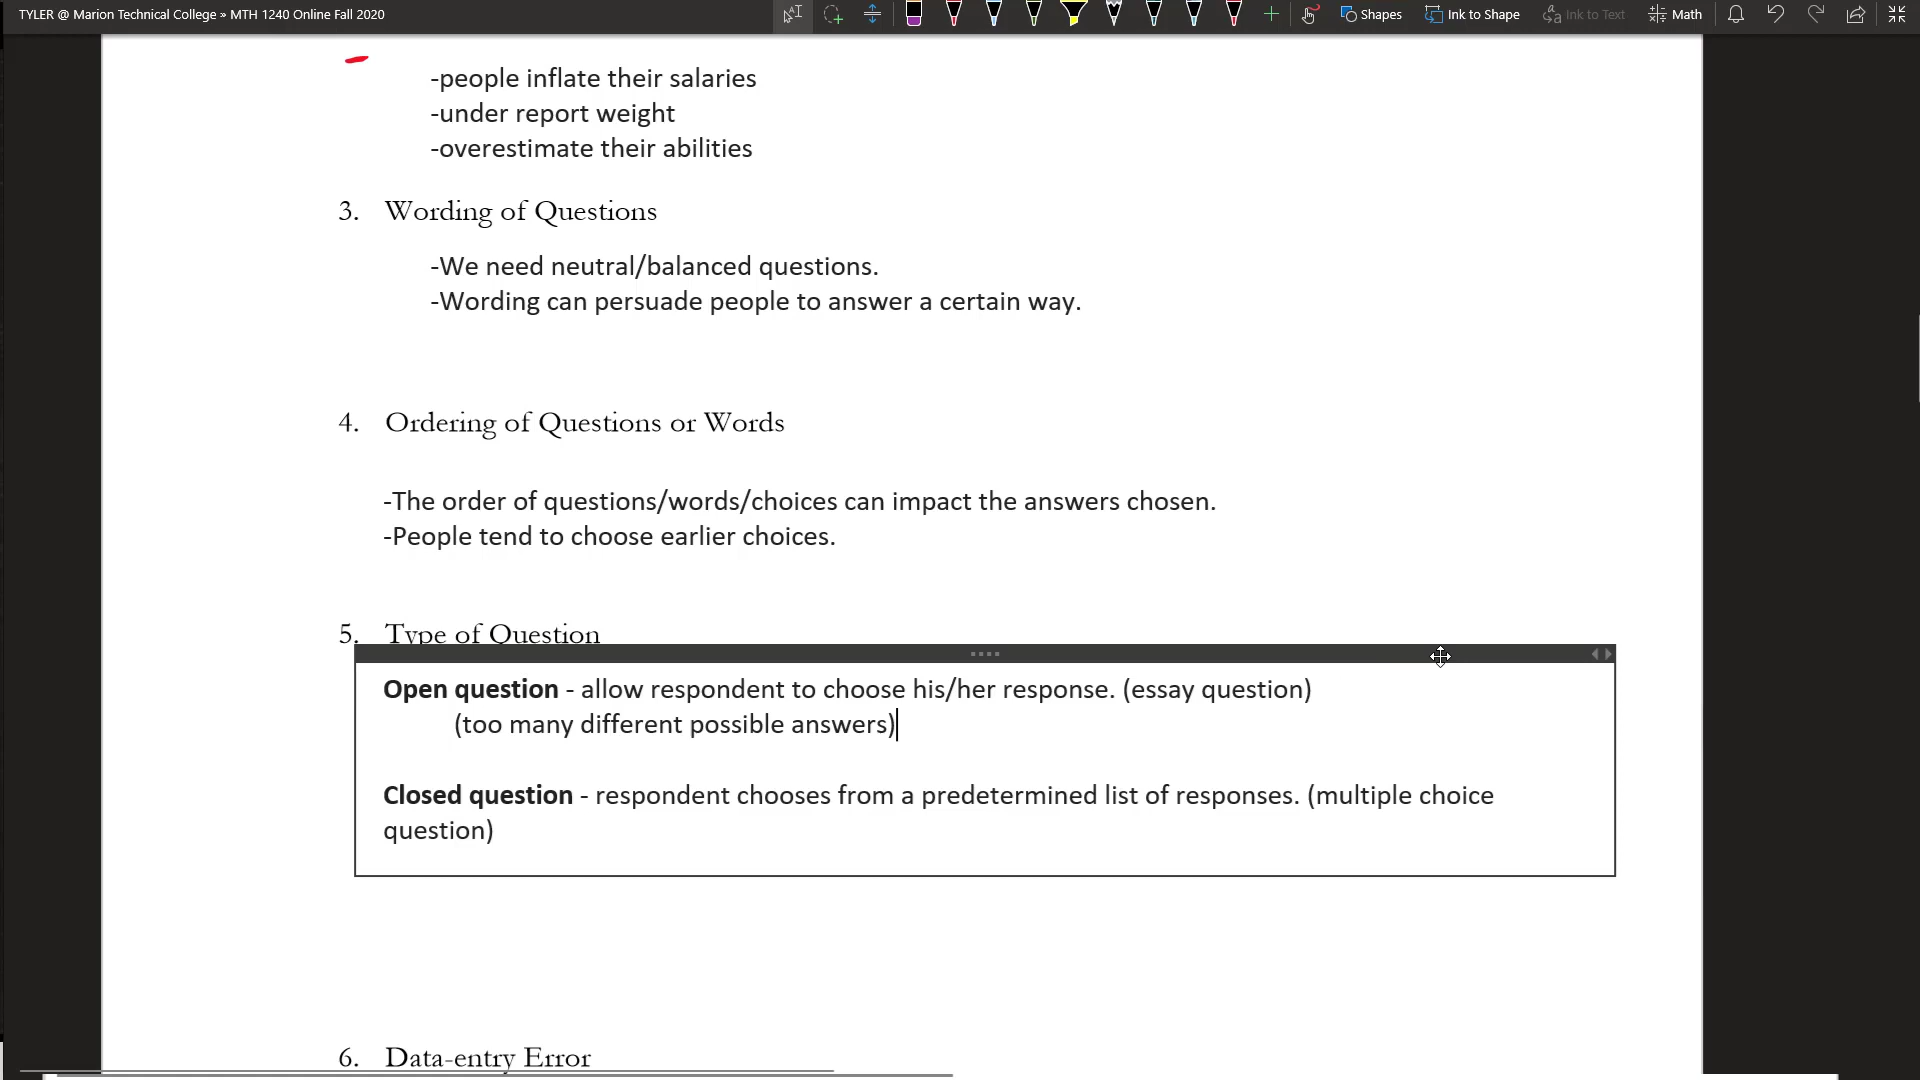 TYLER @ Marion Technical College » MTH 1240 Online Fall 2020
Shapes Ink to Shape Ink to Text Math
-people inflate their salaries
-under report weight
-overestimate their abilities
3. Wording of Questions
-We need neutral/balanced questions.
-Wording can persuade people to answer a certain way.
4. Ordering of Questions or Words
-The order of questions/words/choices can impact the answers chosen.
-People tend to choose earlier choices.
5. Type of Question
Open question - allow respondent to choose his/her response. (essay question)
(too many different possible answers)
Closed question - respondent chooses from a predetermined list of responses. (multiple choice
question)
6. Data-entry Error